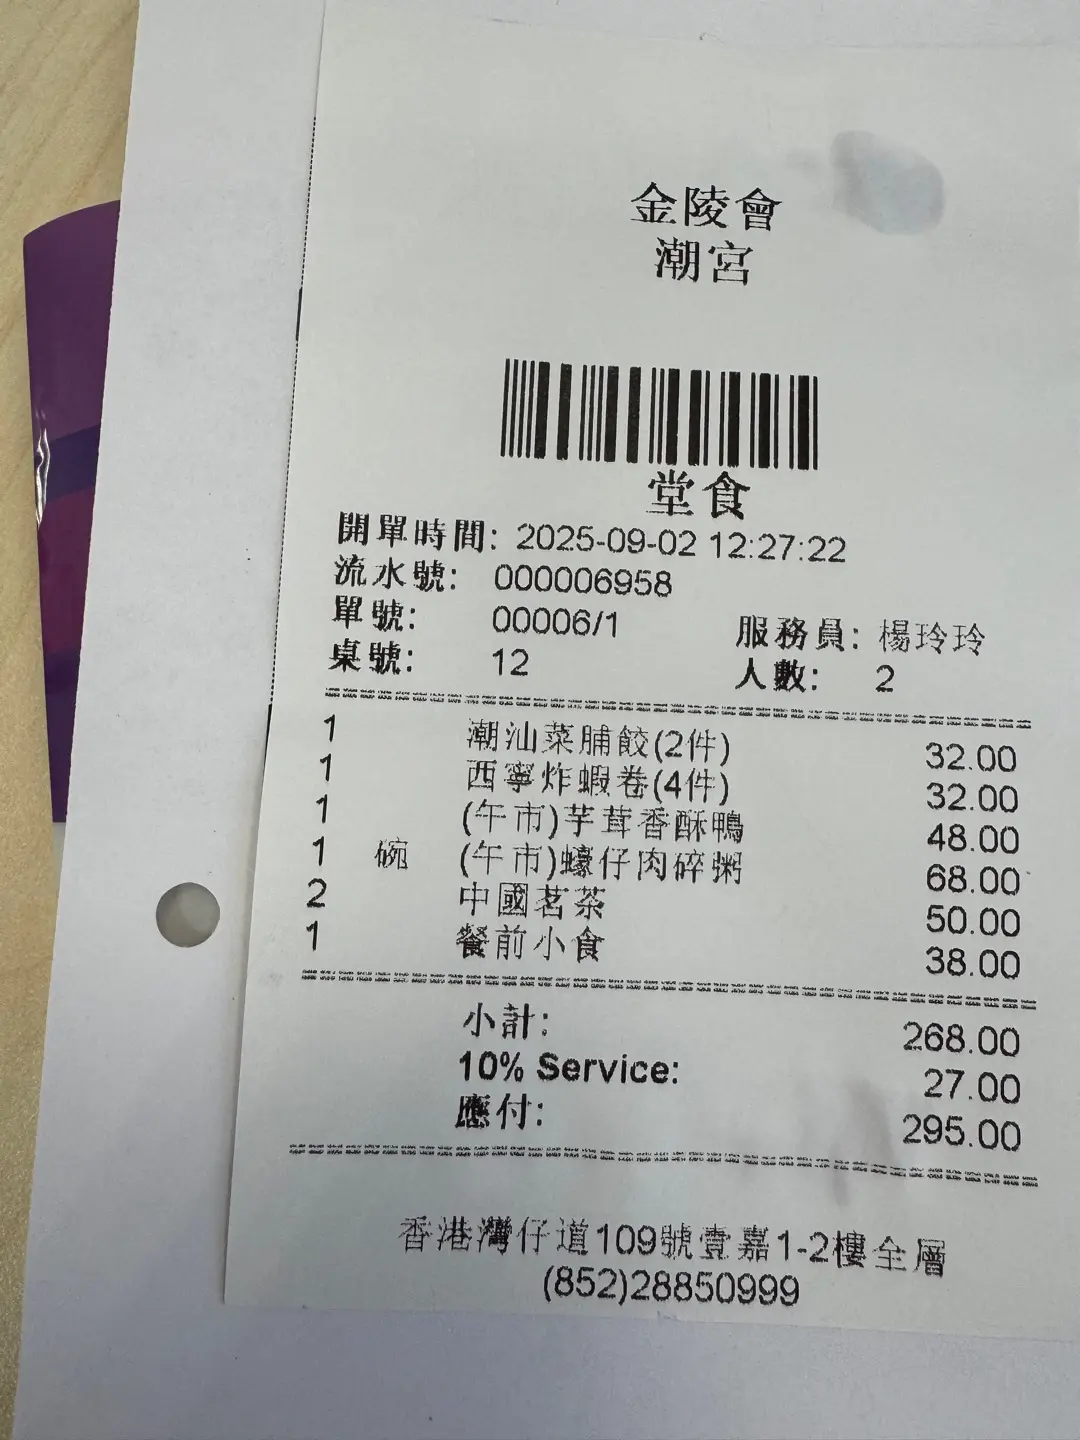 金陵會
潮宮
堂食
開單時間: 2025-09-02 12:27:22
流水號: 000006958
單號: 00006/1 服務員: 楊玲玲
桌號: 12 人數: 2
1 潮汕菜脯餃(2件) 32.00
1 西寧炸蝦卷(4件) 32.00
1 (午市)芋茸香酥鴨 48.00
1 碗 (午市)蠔仔肉碎粥 68.00
2 中國茗茶 50.00
1 餐前小食 38.00
小計: 268.00
10% Service: 27.00
應付: 295.00
香港灣仔道109號壹嘉1-2樓全層
(852)28850999